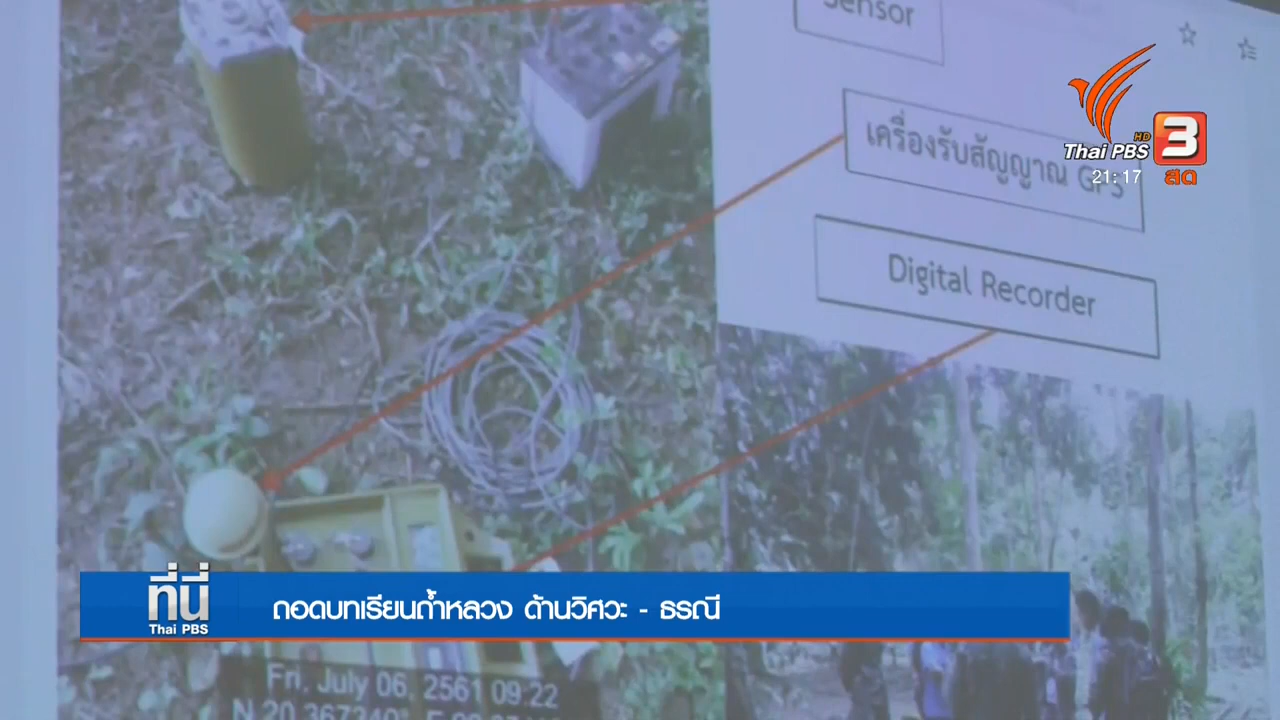 Sensor
เครื่องรับสัญญาณ GPS
Digital Recorder
HD
Thai PBS 3
21:17 สด
ที่นี่
Thai PBS
ถอดบทเรียนถ้ำหลวง ด้านวิศวะ - ธรณี
Fri, July 06, 2561 09:22
N 20.367349°